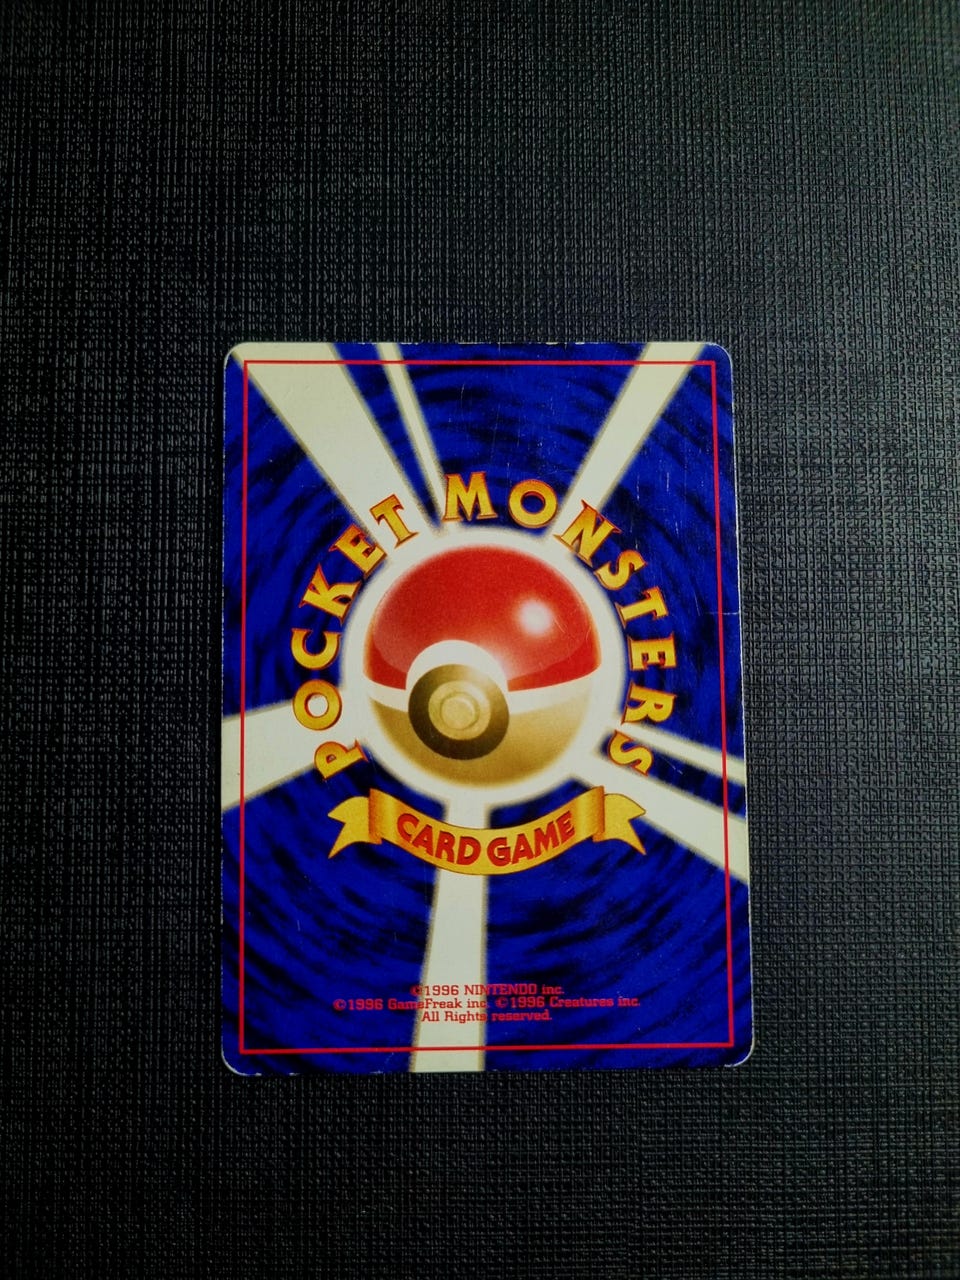 POCKET MONSTERS
CARD GAME
©1996 NINTENDO inc.
©1996 GameFreak inc. ©1996 Creatures inc.
All Rights reserved.